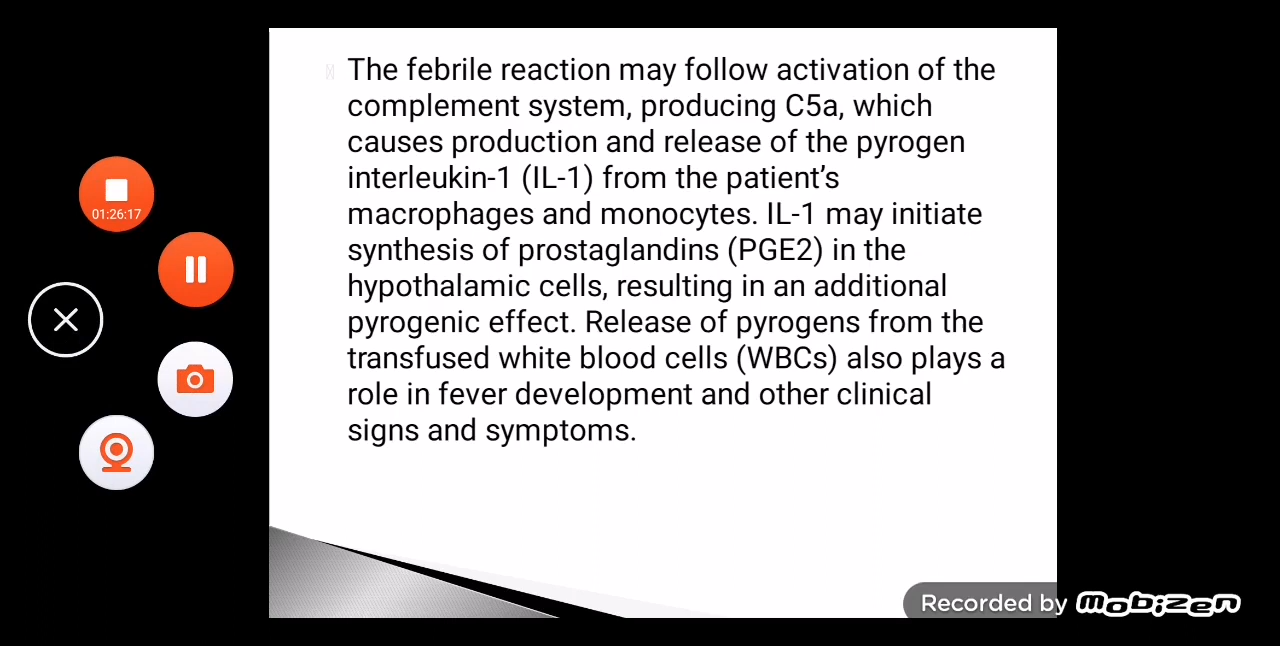 The febrile reaction may follow activation of the
complement system, producing C5a, which
causes production and release of the pyrogen
interleukin-1 (IL-1) from the patient’s
macrophages and monocytes. IL-1 may initiate
synthesis of prostaglandins (PGE2) in the
hypothalamic cells, resulting in an additional
pyrogenic effect. Release of pyrogens from the
transfused white blood cells (WBCs) also plays a
role in fever development and other clinical
signs and symptoms.
01:26:17
Recorded by mobizen